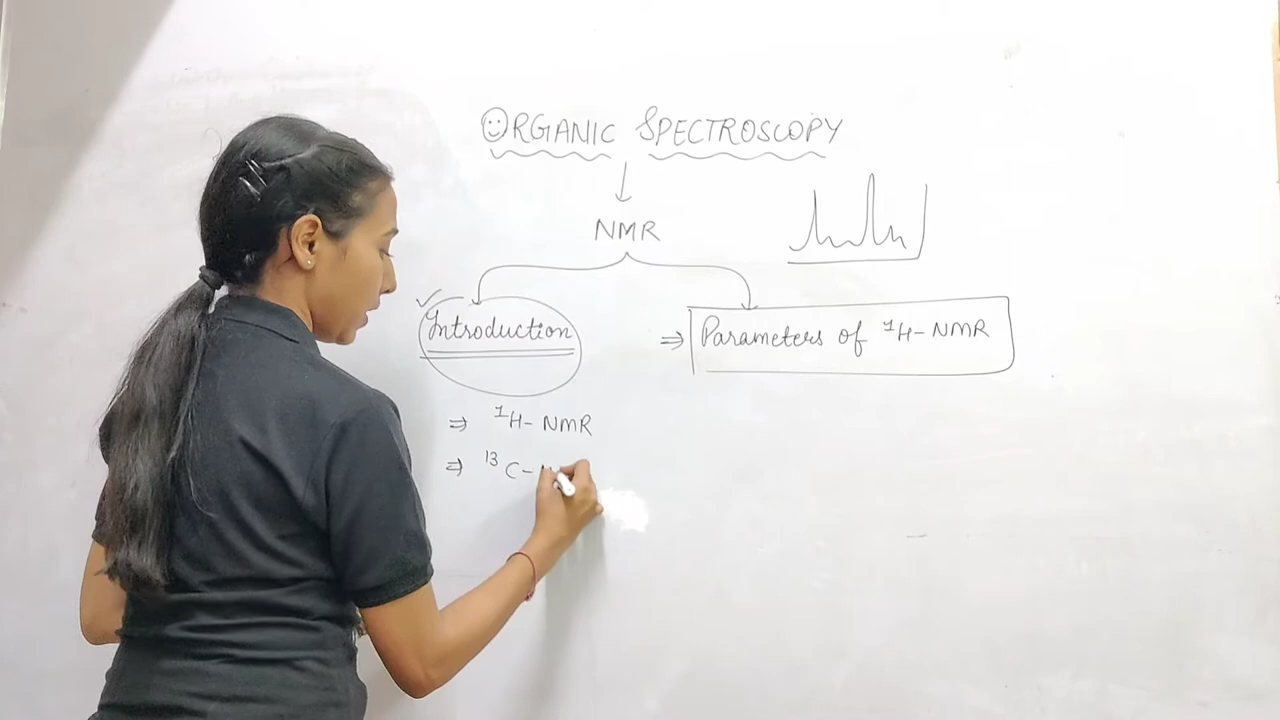 ORGANIC SPECTROSCOPY
NMR
Introduction
⇒ Parameters of ¹H-NMR
⇒ ¹H- NMR
⇒ ¹³C-